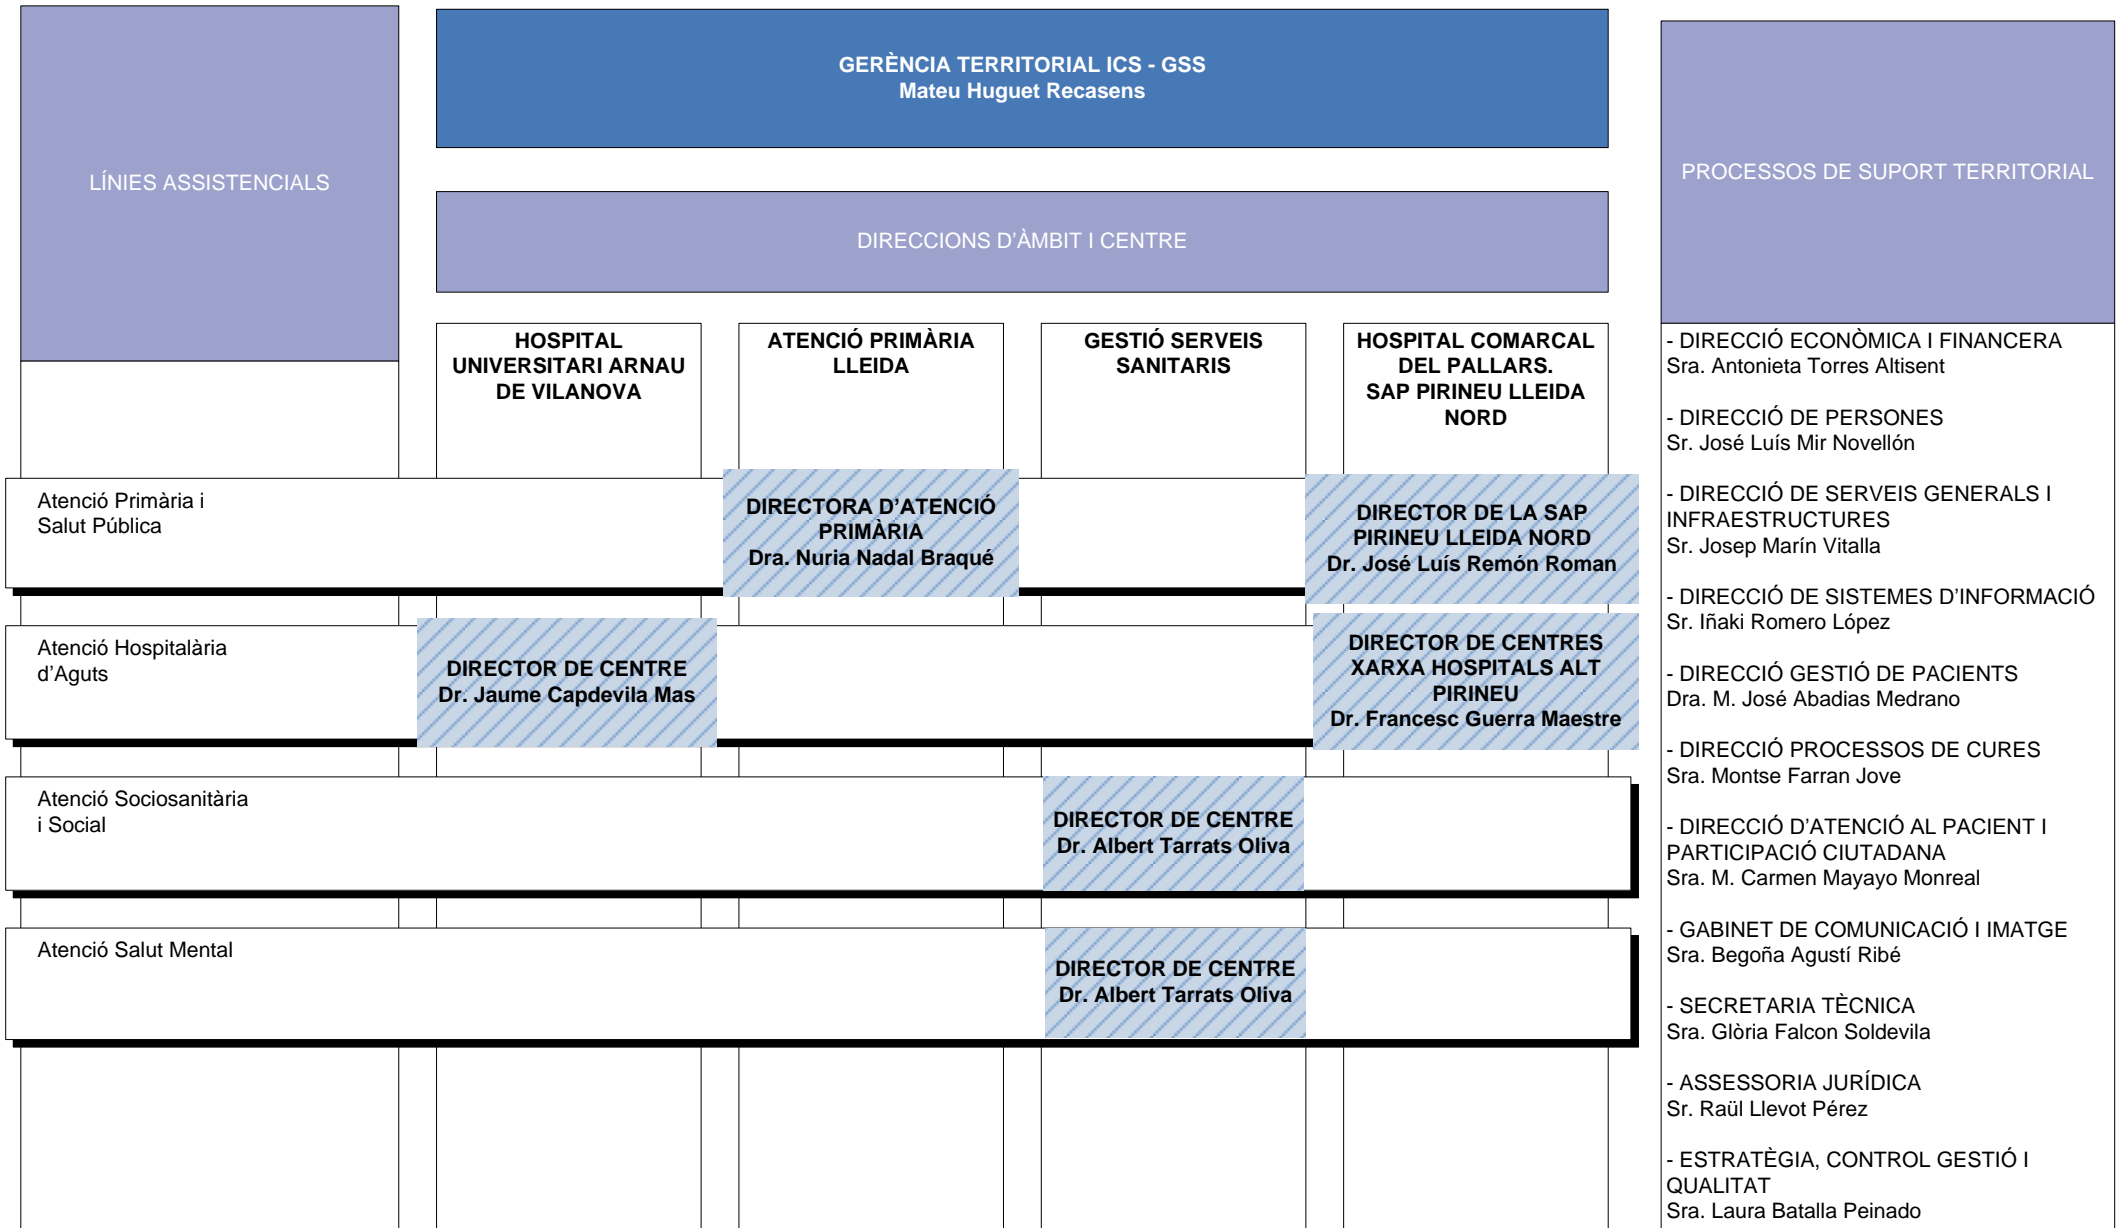 LÍNIES ASSISTENCIALS
GERÈNCIA TERRITORIAL ICS - GSS
Mateu Huguet Recasens
DIRECCIONS D'ÀMBIT I CENTRE
PROCESSOS DE SUPORT TERRITORIAL
HOSPITAL
UNIVERSITARI ARNAU
DE VILANOVA
ATENCIÓ PRIMÀRIA
LLEIDA
GESTIÓ SERVEIS
SANITARIS
HOSPITAL COMARCAL
DEL PALLARS.
SAP PIRINEU LLEIDA
NORD
Atenció Primària i
Salut Pública
DIRECTORA D'ATENCIÓ
PRIMÀRIA
Dra. Nuria Nadal Braqué
DIRECTOR DE LA SAP
PIRINEU LLEIDA NORD
Dr. José Luís Remón Roman
Atenció Hospitalària
d'Aguts
DIRECTOR DE CENTRE
Dr. Jaume Capdevila Mas
DIRECTOR DE CENTRES
XARXA HOSPITALS ALT
PIRINEU
Dr. Francesc Guerra Maestre
Atenció Sociosanitària
i Social
DIRECTOR DE CENTRE
Dr. Albert Tarrats Oliva
Atenció Salut Mental
DIRECTOR DE CENTRE
Dr. Albert Tarrats Oliva
- DIRECCIÓ ECONÒMICA I FINANCERA
Sra. Antonieta Torres Altisent
- DIRECCIÓ DE PERSONES
Sr. José Luís Mir Novellón
- DIRECCIÓ DE SERVEIS GENERALS I
INFRAESTRUCTURES
Sr. Josep Marín Vitalla
- DIRECCIÓ DE SISTEMES D'INFORMACIÓ
Sr. Iñaki Romero López
- DIRECCIÓ GESTIÓ DE PACIENTS
Dra. M. José Abadias Medrano
- DIRECCIÓ PROCESSOS DE CURES
Sra. Montse Farran Jove
- DIRECCIÓ D'ATENCIÓ AL PACIENT I
PARTICIPACIÓ CIUTADANA
Sra. M. Carmen Mayayo Monreal
- GABINET DE COMUNICACIÓ I IMATGE
Sra. Begoña Agustí Ribé
- SECRETARIA TÈCNICA
Sra. Glòria Falcon Soldevila
- ASSESSORIA JURÍDICA
Sr. Raül Llevot Pérez
- ESTRATÈGIA, CONTROL GESTIÓ I
QUALITAT
Sra. Laura Batalla Peinado